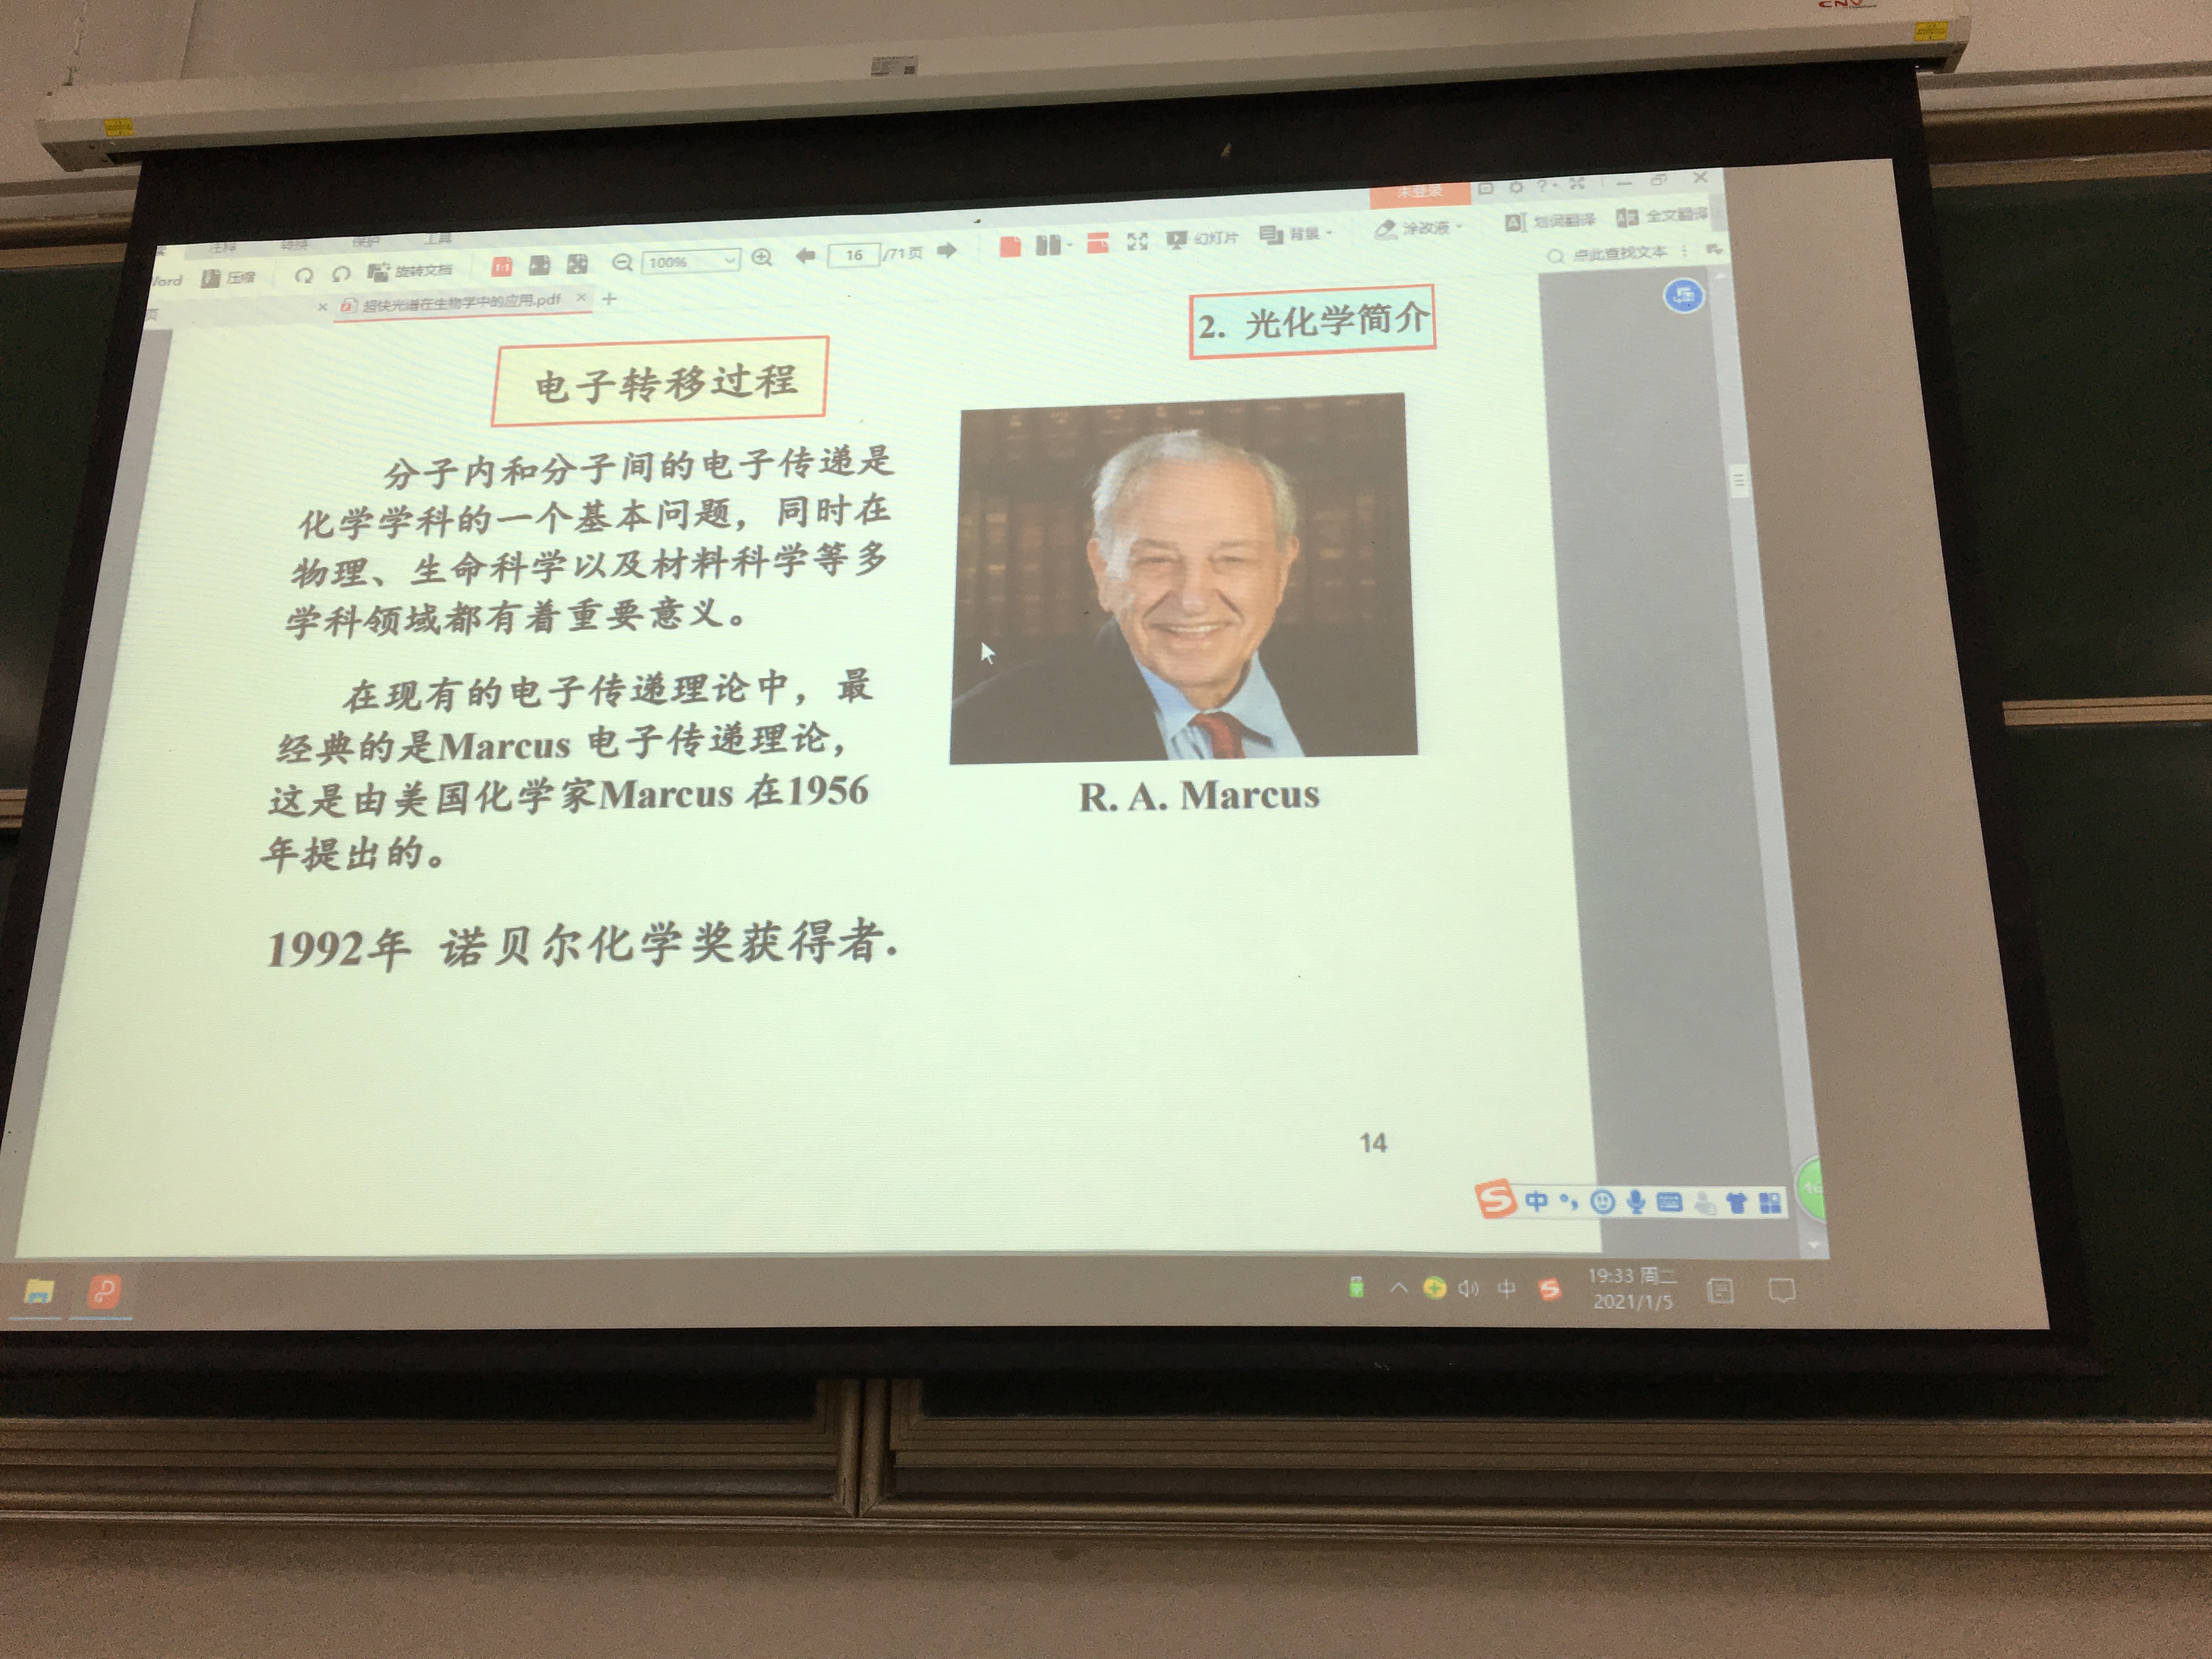 未登录
注释 转换 保护 工具
Word 压缩 旋转文档 1:1 100% 16 /71页 幻灯片 背景 涂改液 划词翻译 全文翻译
点此查找文本
页 超快光谱在生物学中的应用.pdf × +
2. 光化学简介
电子转移过程
分子内和分子间的电子传递是
化学学科的一个基本问题，同时在
物理、生命科学以及材料科学等多
学科领域都有着重要意义。
在现有的电子传递理论中，最
经典的是Marcus 电子传递理论，
这是由美国化学家Marcus 在1956
年提出的。
1992年 诺贝尔化学奖获得者.
R. A. Marcus
14
中
中
19:33 周二
2021/1/5